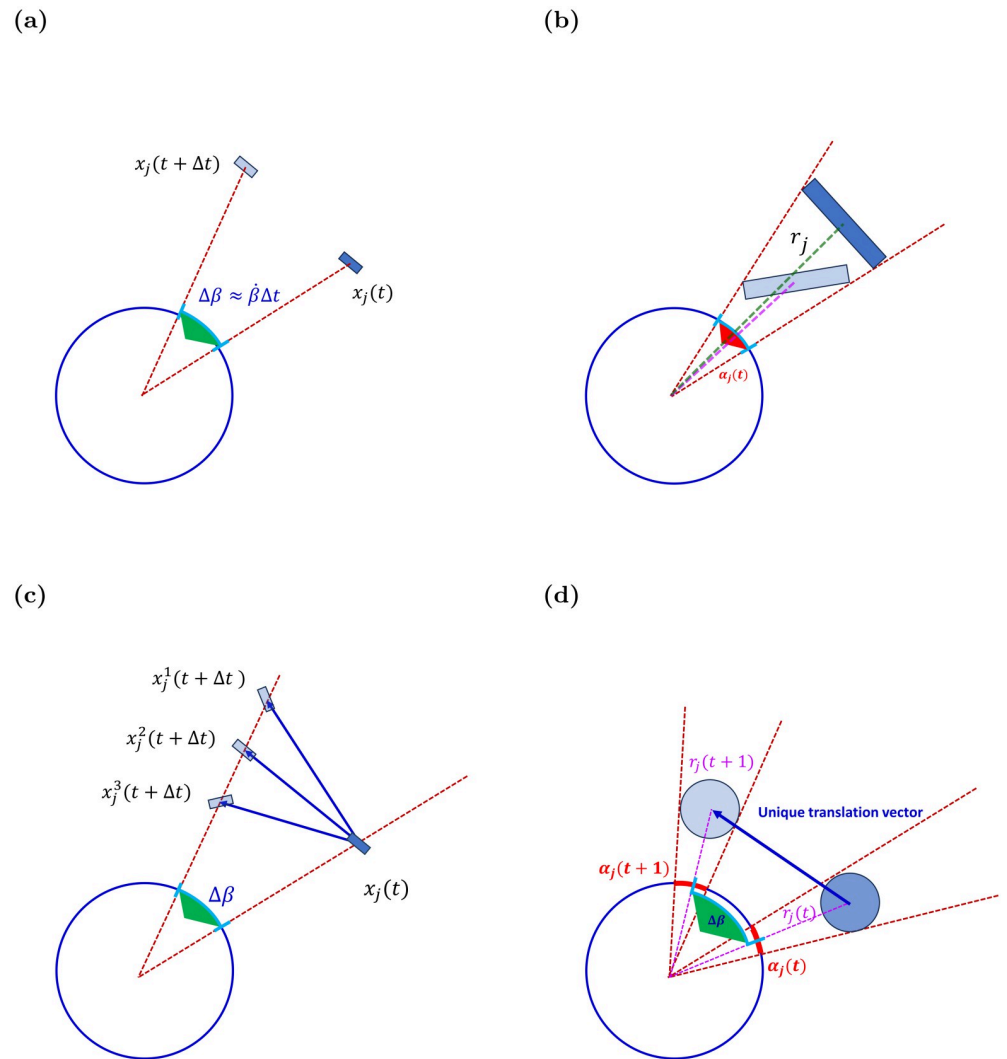 (a)
(b)
x_j(t + Δt)
x_j(t)
Δβ ≈ β̇Δt
r_j
α_j(t)
(c)
(d)
x_j^1(t + Δt)
x_j^2(t + Δt)
x_j^3(t + Δt)
x_j(t)
Δβ
r_j(t + 1)
Unique translation vector
α_j(t + 1)
Δβ
r_j(t)
α_j(t)